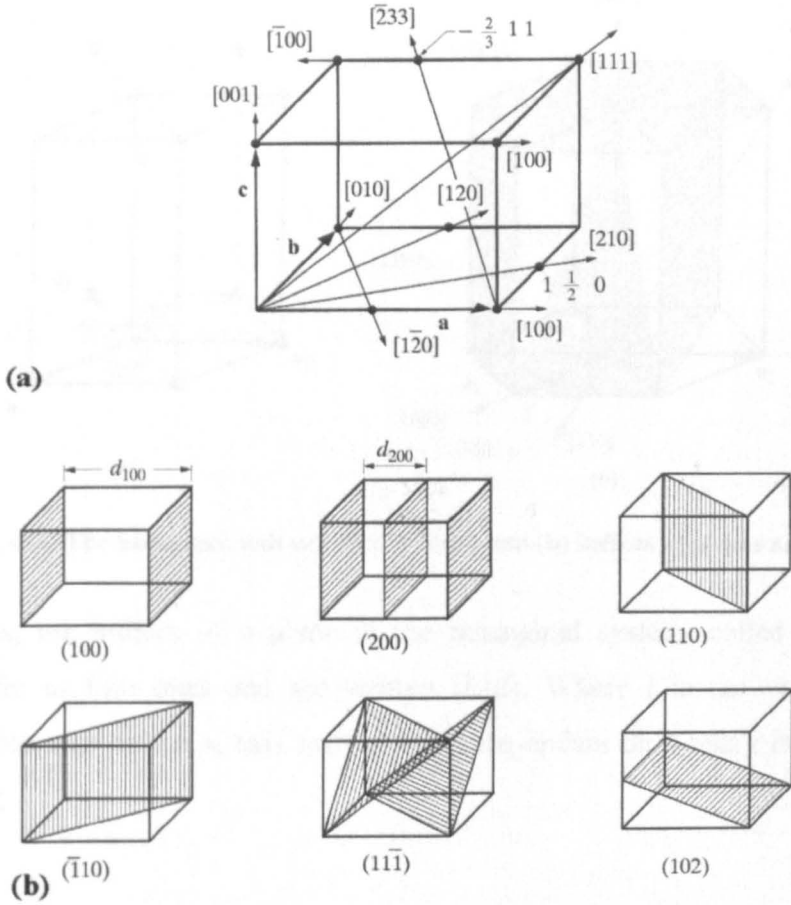 [2̄33]
− 2/3 1 1
[1̄00]
[111]
[001]
[100]
c
[010]
[120]
b
[210]
1 1/2 0
a
[100]
[12̄0]
(a)
d100
d200
(100)
(200)
(110)
(1̄10)
(111̄)
(102)
(b)